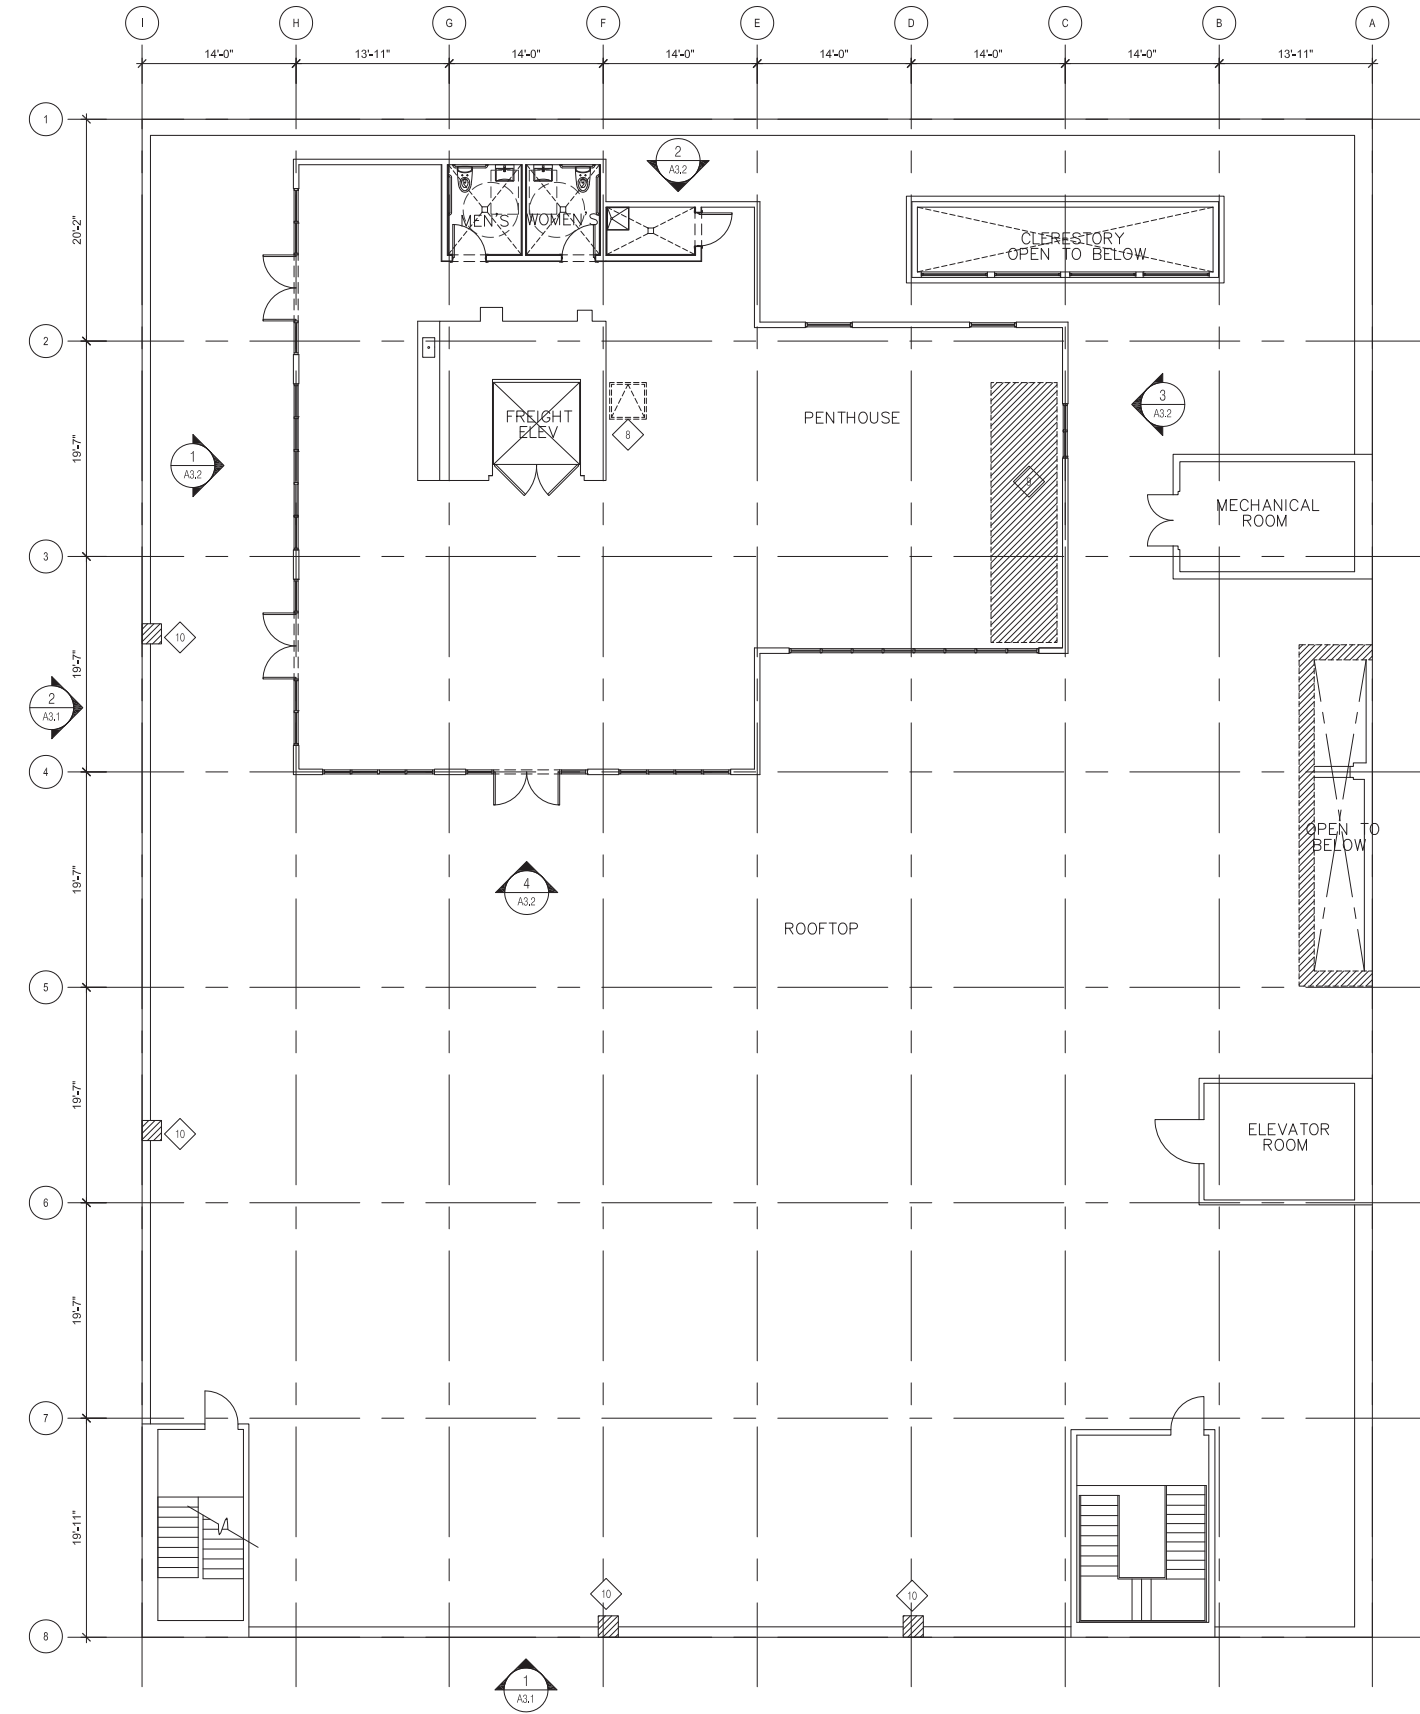 I H G F E D C B A
14'-0" 13'-11" 14'-0" 14'-0" 14'-0" 14'-0" 14'-0" 13'-11"
1
2
A3.2
20'-2"
MEN'S WOMEN'S
CLERESTORY
OPEN TO BELOW
2
3
A3.2
FREIGHT
ELEV
PENTHOUSE
8
19'-7"
1
A3.2
9
MECHANICAL
ROOM
3
10
19'-7"
2
A3.1
4
OPEN TO
BELOW
19'-7"
4
A3.2
ROOFTOP
5
19'-7"
10
ELEVATOR
ROOM
6
19'-7"
7
19'-11"
10 10
8
1
A3.1